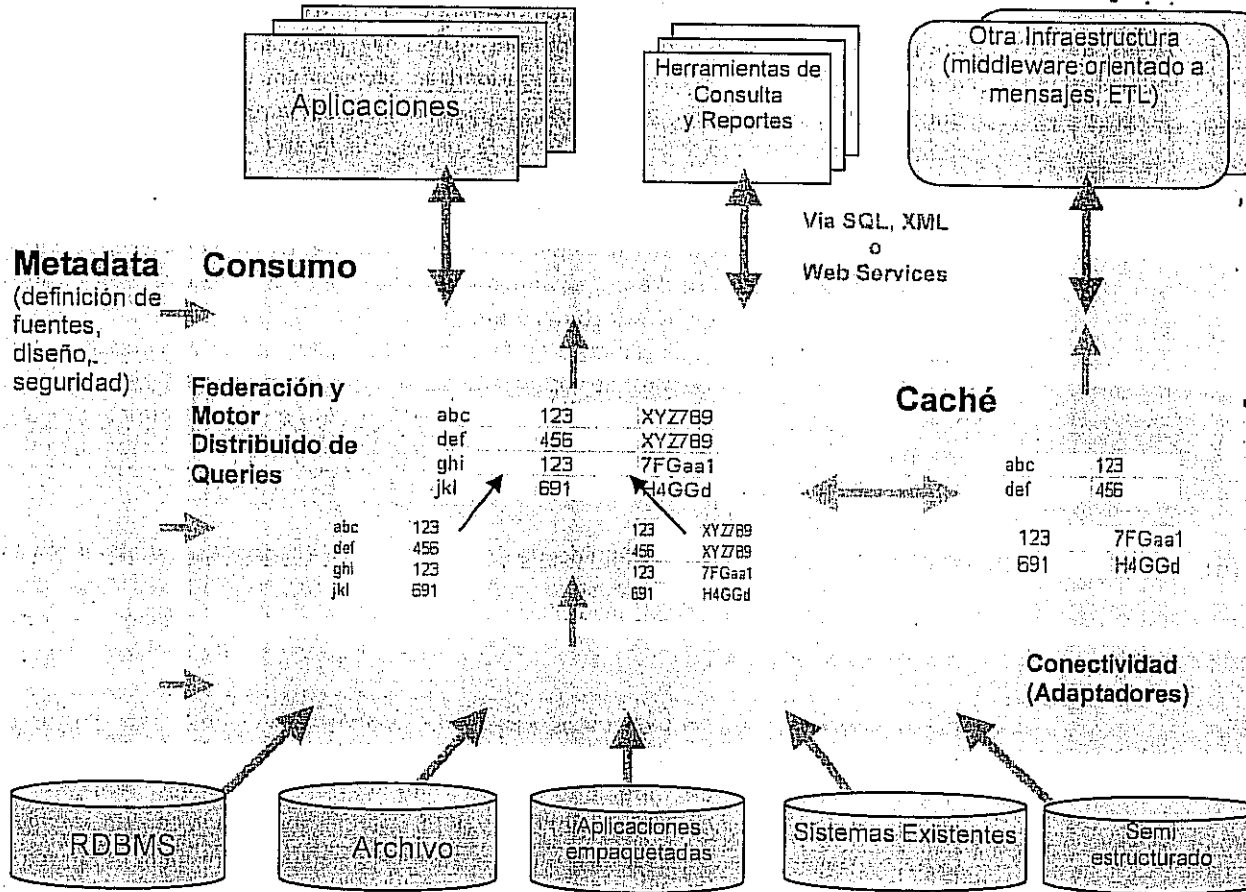 Aplicaciones
Herramientas de
Consulta
y Reportes
Otra Infraestructura
(middleware orientado a
mensajes, ETL)
Via SQL, XML
o
Web Services
Metadata
(definición de
fuentes,
diseño,
seguridad)
Consumo
Federación y
Motor
Distribuido de
Queries
abc 123 XYZ789
def 456 XYZ789
ghi 123 7FGaa1
jkl 691 H4GGd
abc 123
def 456
ghi 123
jkl 691
123 XYZ789
456 XYZ789
123 7FGaa1
691 H4GGd
Caché
abc 123
def 456
123 7FGaa1
691 H4GGd
Conectividad
(Adaptadores)
RDBMS
Archivo
Aplicaciones
empaquetadas
Sistemas Existentes
Semi
estructurado